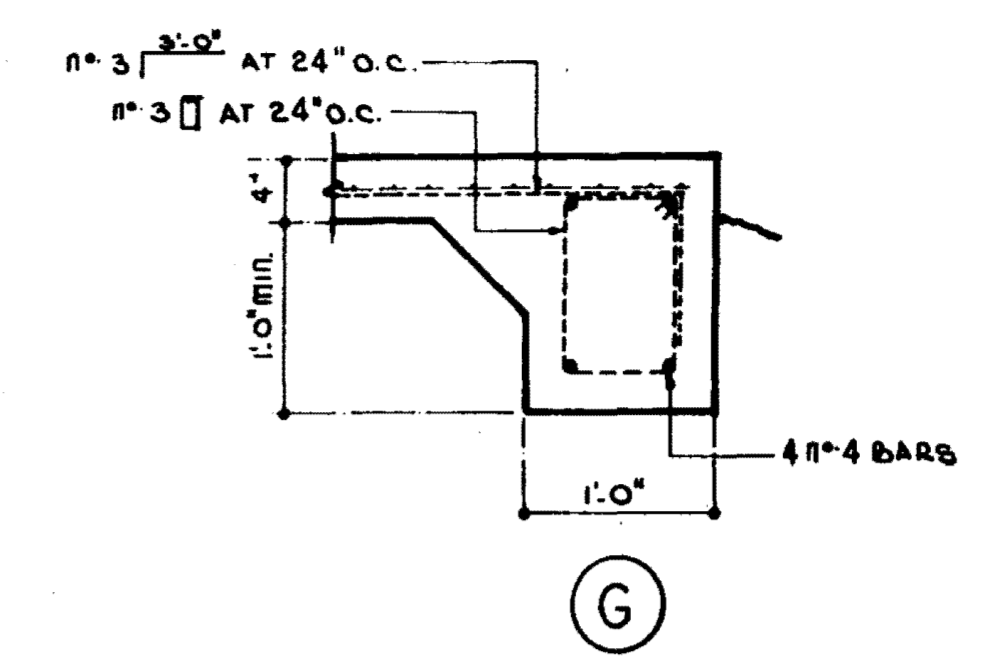 3'-0"
nº 3 AT 24" O.C.
nº 3 AT 24" O.C.
4"
1'-0" min.
4 nº 4 BARS
1'-0"
G